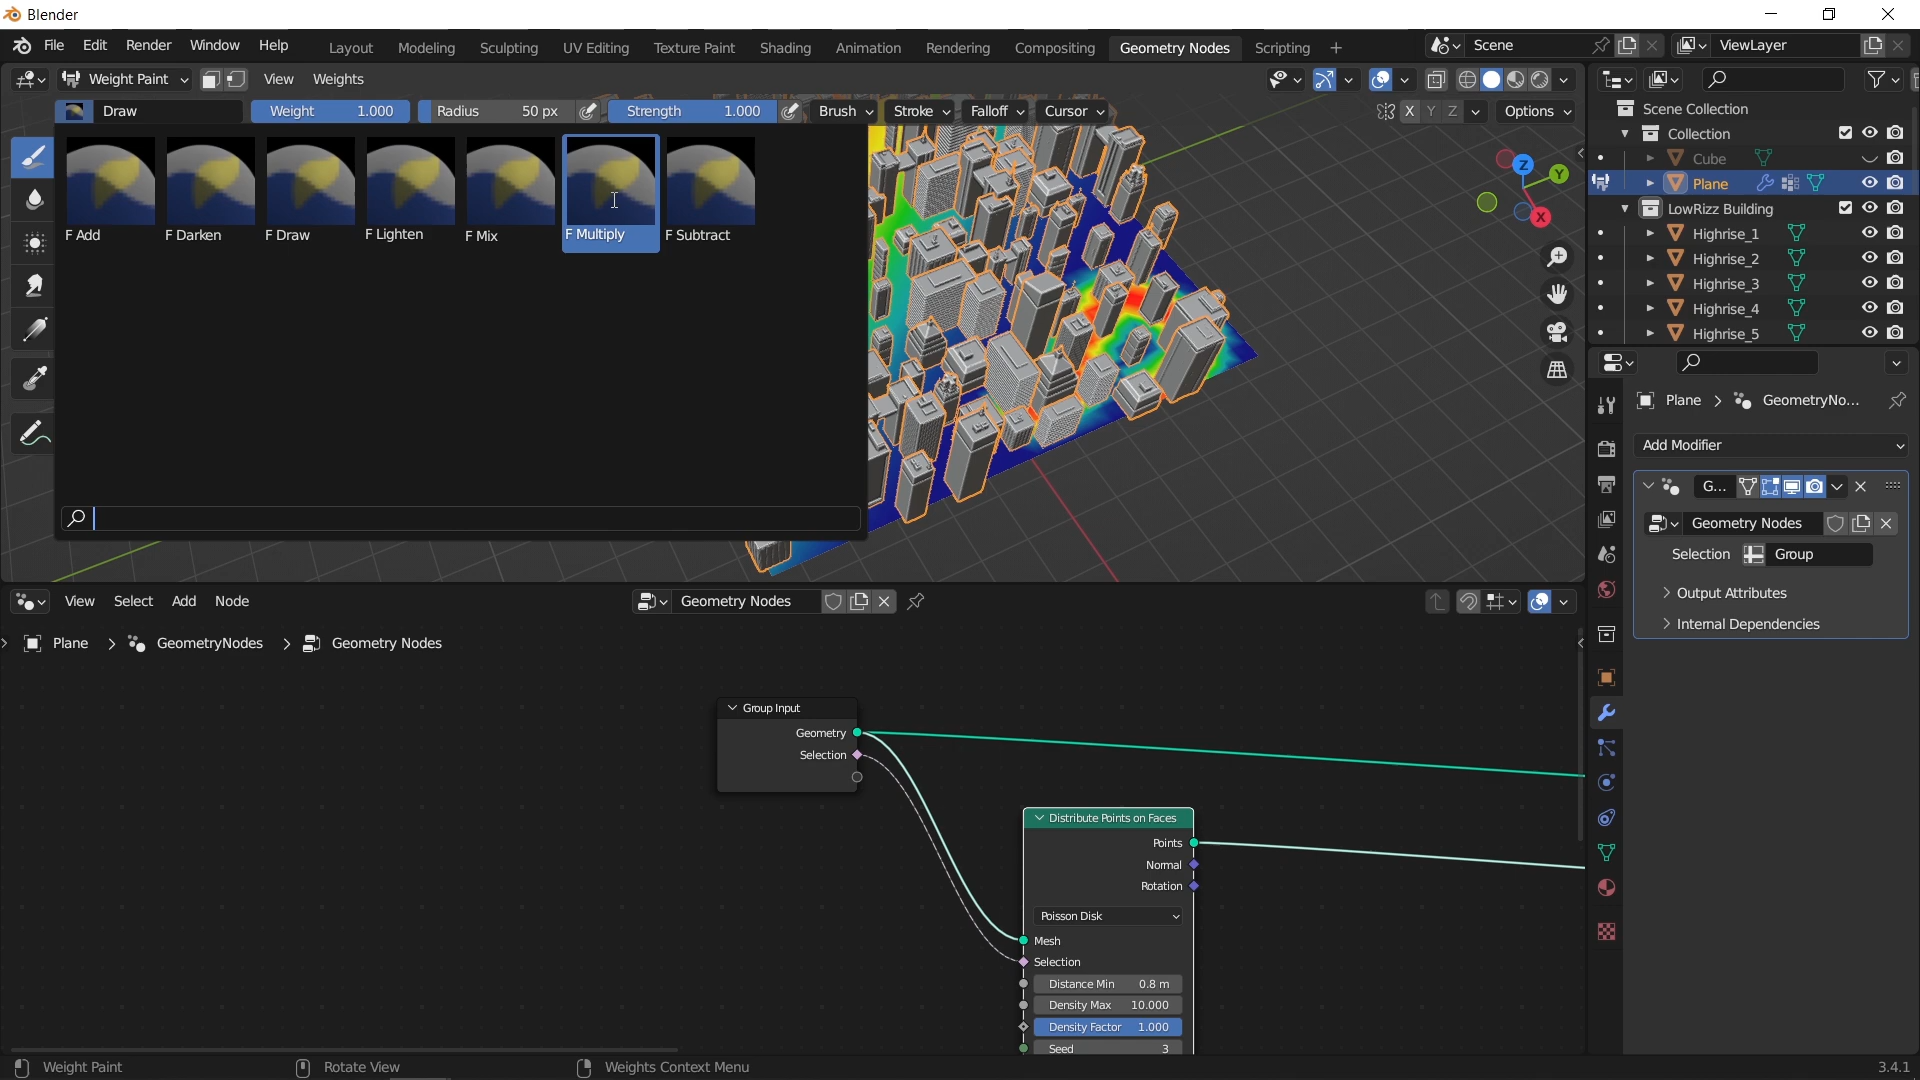 Blender
File Edit Render Window Help Layout Modeling Sculpting UV Editing Texture Paint Shading Animation Rendering Compositing Geometry Nodes Scripting + Scene ViewLayer
Weight Paint View Weights
Draw Weight 1.000 Radius 50 px Strength 1.000 Brush Stroke Falloff Cursor X Y Z Options
F Add F Darken F Draw F Lighten F Mix F Multiply F Subtract
Z
Y
X
Scene Collection
Collection
Cube
Plane
LowRizz Building
Highrise_1
Highrise_2
Highrise_3
Highrise_4
Highrise_5
Plane > GeometryNo...
Add Modifier
G...
Geometry Nodes
Selection Group
Output Attributes
Internal Dependencies
View Select Add Node Geometry Nodes
Plane > GeometryNodes > Geometry Nodes
Group Input
Geometry
Selection
Distribute Points on Faces
Points
Normal
Rotation
Poisson Disk
Mesh
Selection
Distance Min 0.8 m
Density Max 10.000
Density Factor 1.000
Seed 3
Weight Paint Rotate View Weights Context Menu 3.4.1